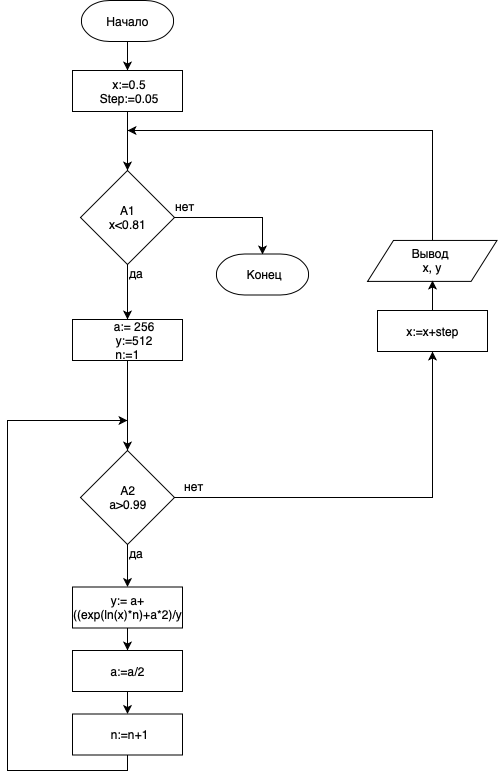 Начало
x:=0.5
Step:=0.05
A1
x<0.81
нет
да
Конец
Вывод
x, y
x:=x+step
a:= 256
y:=512
n:=1
A2
a>0.99
нет
да
y:= a+
((exp(ln(x)*n)+a*2)/y
a:=a/2
n:=n+1